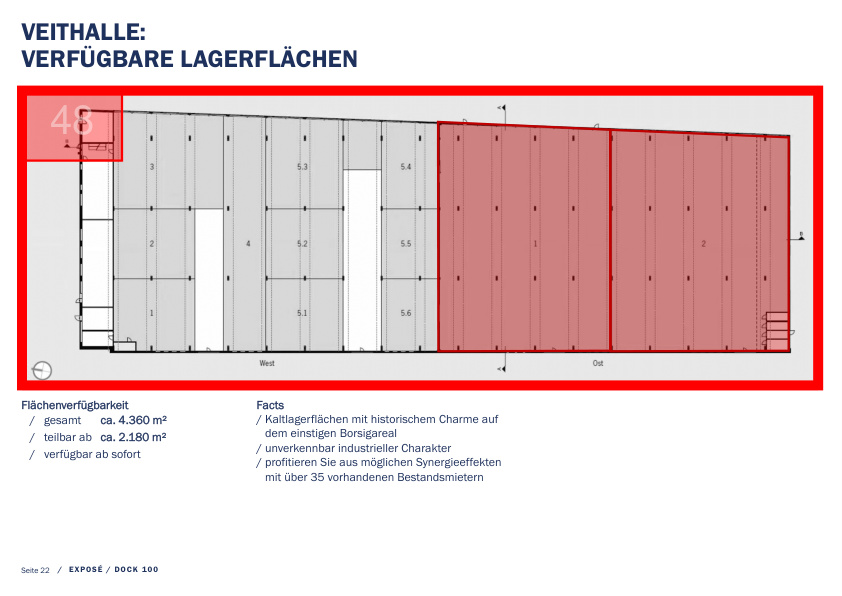 VEITHALLE:
VERFÜGBARE LAGERFLÄCHEN
48
3
5.3
5.4
2
4
5.2
5.5
1
2
1
5.1
5.6
West
Ost
Flächenverfügbarkeit
/ gesamt ca. 4.360 m²
/ teilbar ab ca. 2.180 m²
/ verfügbar ab sofort
Facts
/ Kaltlagerflächen mit historischem Charme auf
dem einstigen Borsigareal
/ unverkennbar industrieller Charakter
/ profitieren Sie aus möglichen Synergieeffekten
mit über 35 vorhandenen Bestandsmietern
Seite 22 / EXPOSÉ / DOCK 100